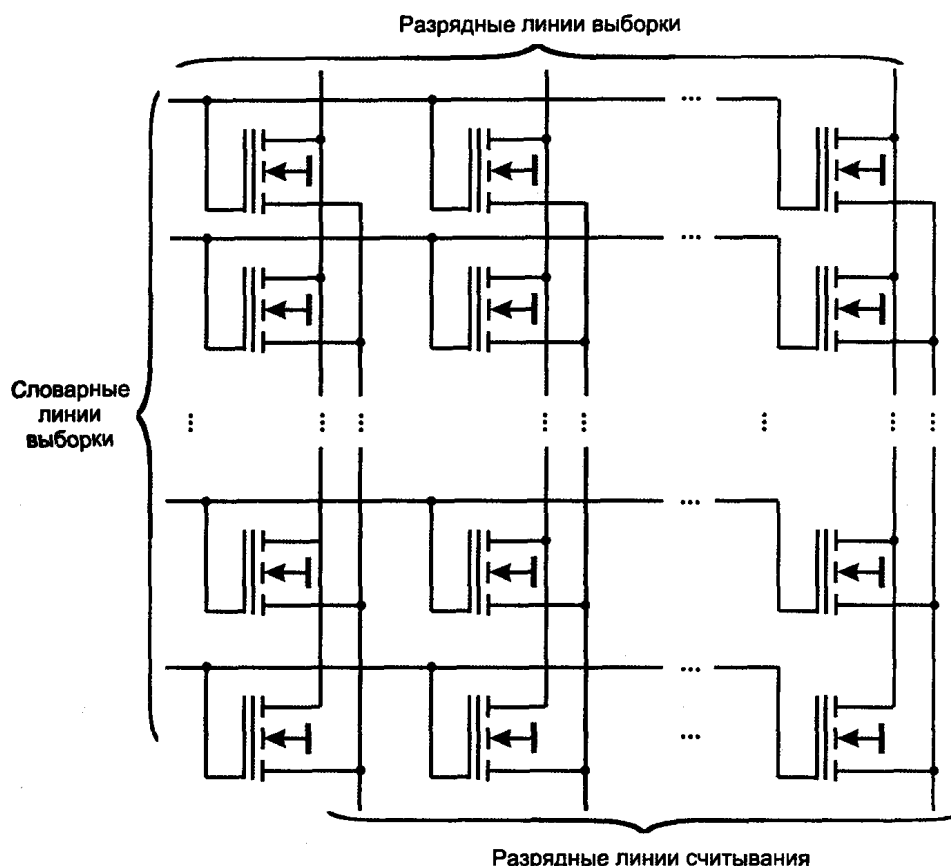 Разрядные линии выборки
Словарные
линии
выборки
Разрядные линии считывания